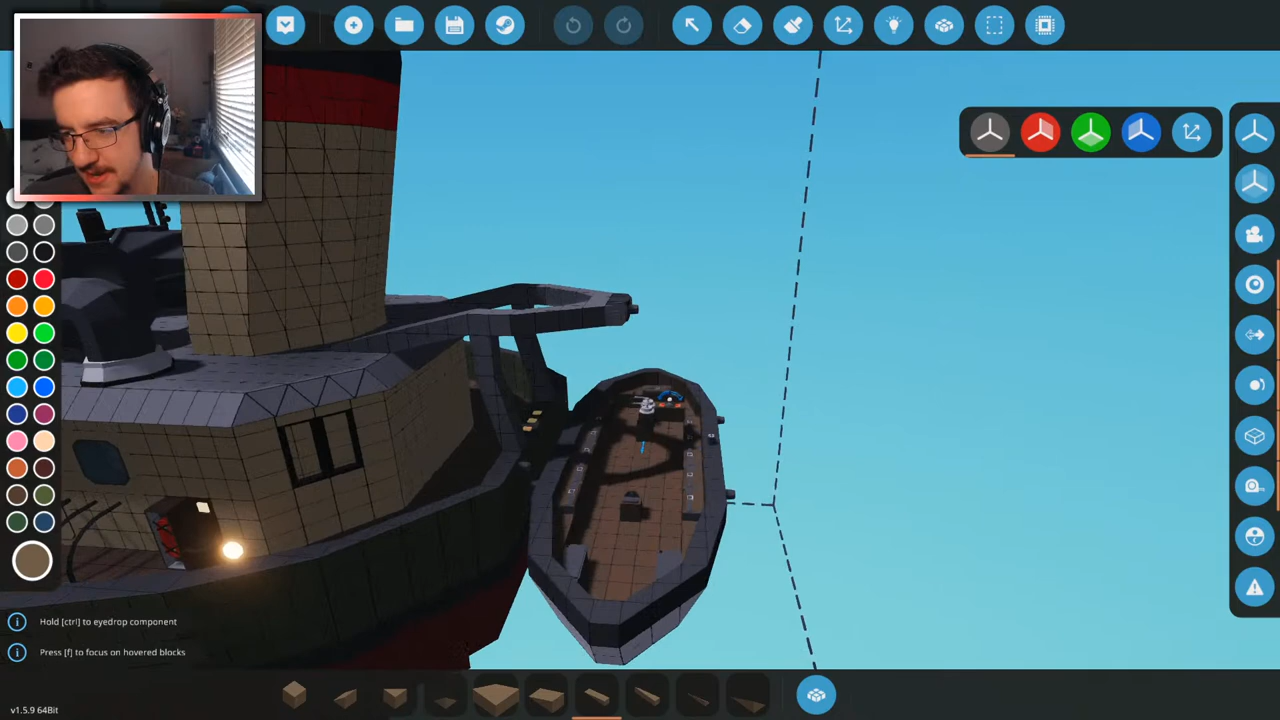 Hold [ctrl] to eyedrop component
Press [f] to focus on hovered blocks
v1.5.9 64Bit